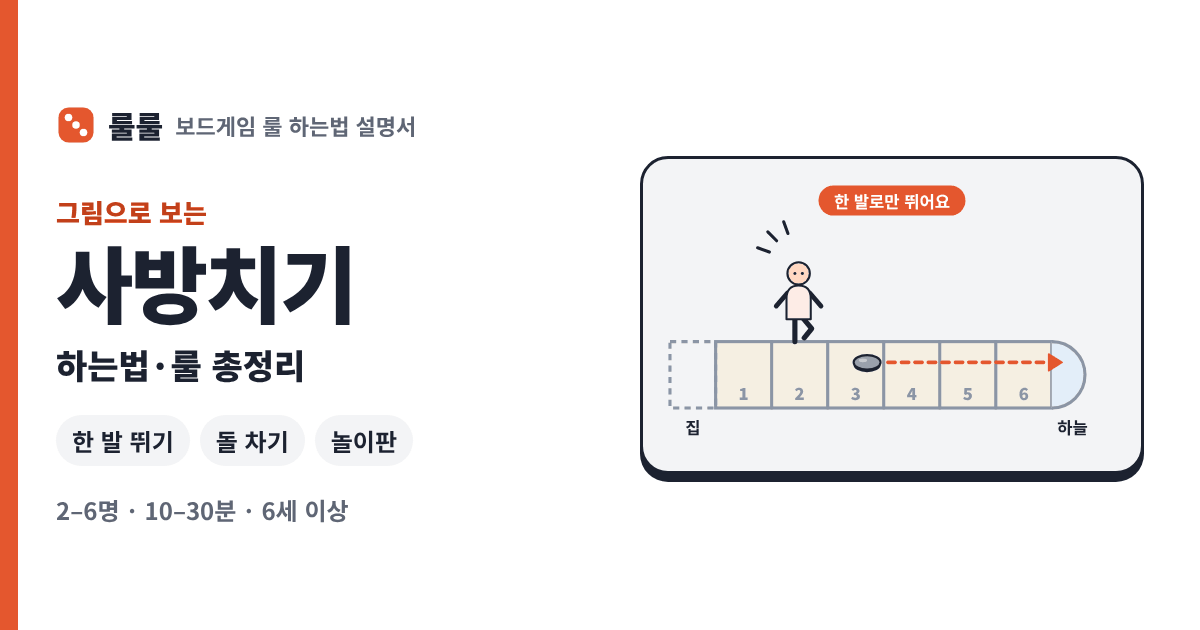 룰룰 보드게임 룰 하는법 설명서
그림으로 보는
사방치기
하는법·룰 총정리
한 발 뛰기 돌 차기 놀이판
2–6명 · 10–30분 · 6세 이상
한 발로만 뛰어요
1 2 3 4 5 6
집 하늘